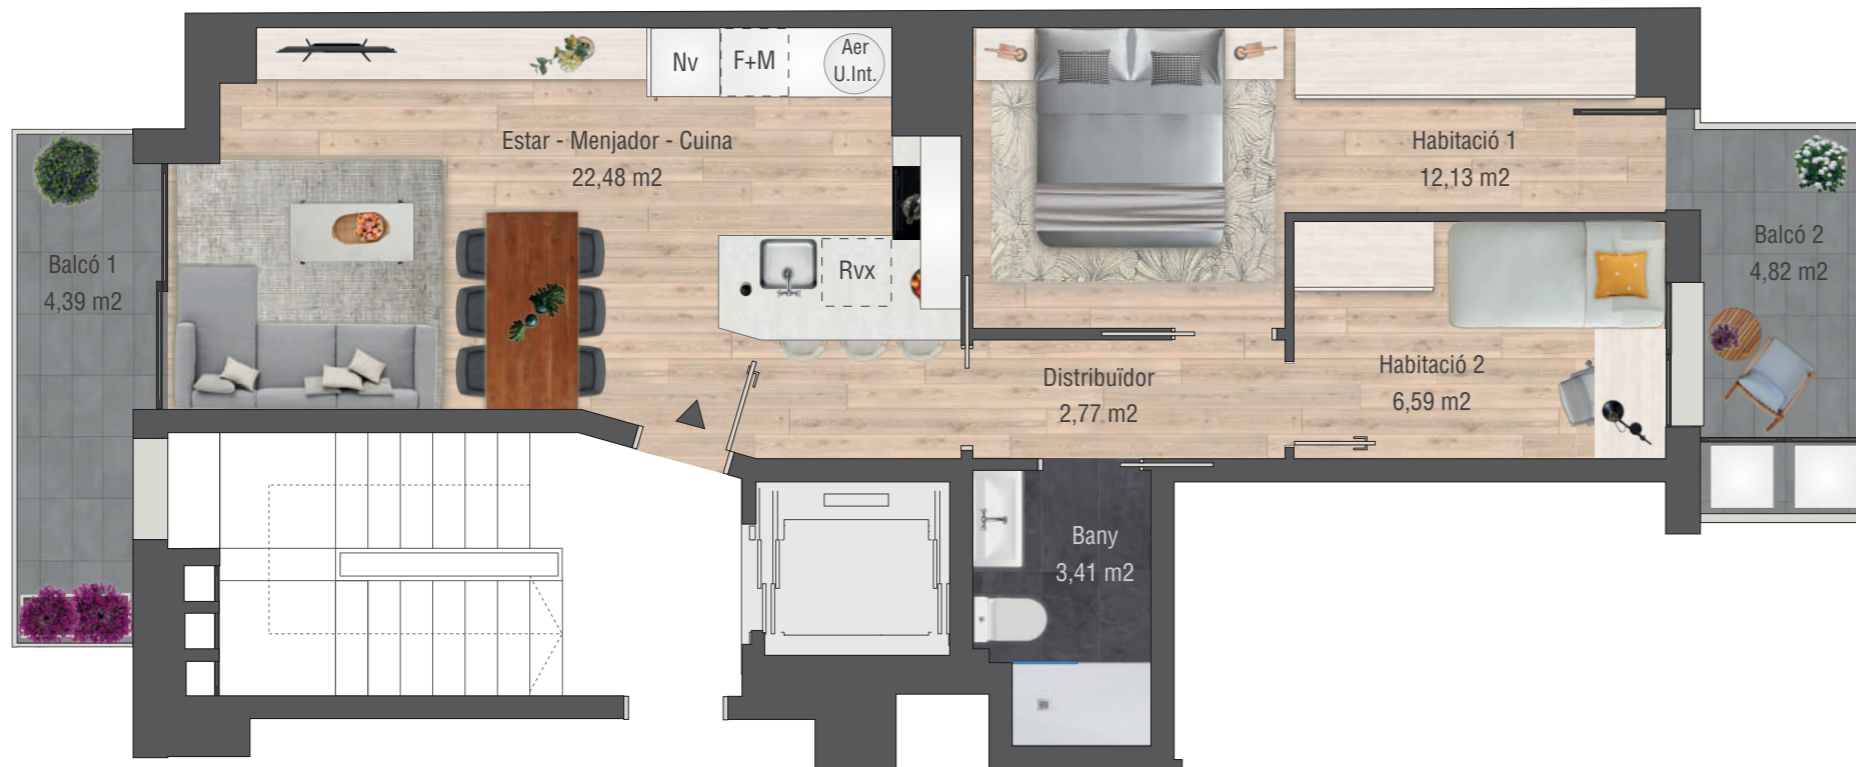 Nv
F+M
Aer
U.Int.
Estar - Menjador - Cuina
22,48 m2
Habitació 1
12,13 m2
Balcó 1
4,39 m2
Rvx
Balcó 2
4,82 m2
Distribuïdor
2,77 m2
Habitació 2
6,59 m2
Bany
3,41 m2